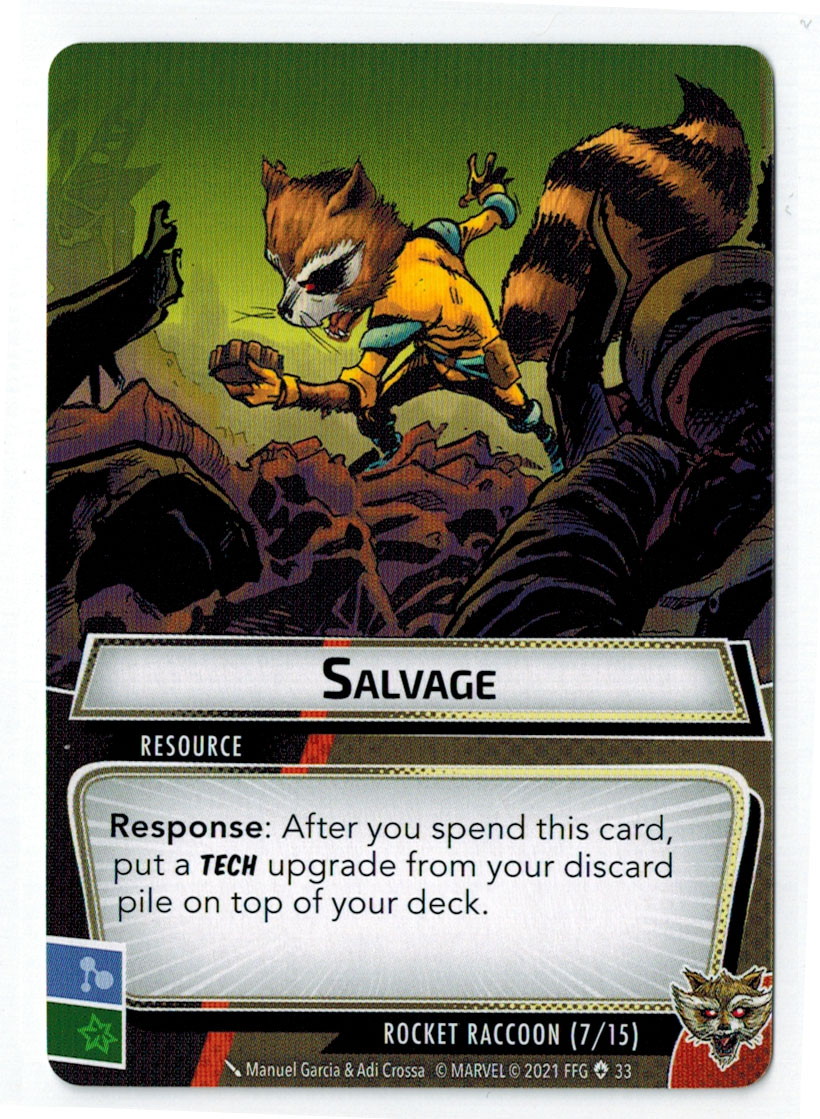 SALVAGE
RESOURCE
Response: After you spend this card,
put a TECH upgrade from your discard
pile on top of your deck.
ROCKET RACCOON (7/15)
Manuel Garcia & Adi Crossa © MARVEL © 2021 FFG 33